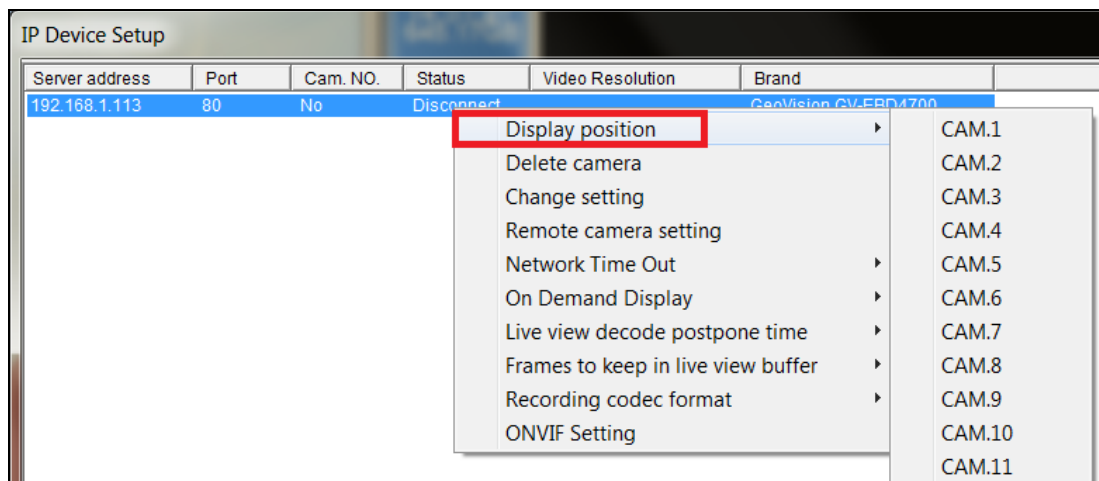 IP Device Setup
Server address Port Cam. NO. Status Video Resolution Brand
192.168.1.113 80 No Disconnect GeoVision GV-EBD4700
Display position CAM.1
Delete camera CAM.2
Change setting CAM.3
Remote camera setting CAM.4
Network Time Out CAM.5
On Demand Display CAM.6
Live view decode postpone time CAM.7
Frames to keep in live view buffer CAM.8
Recording codec format CAM.9
ONVIF Setting CAM.10
CAM.11